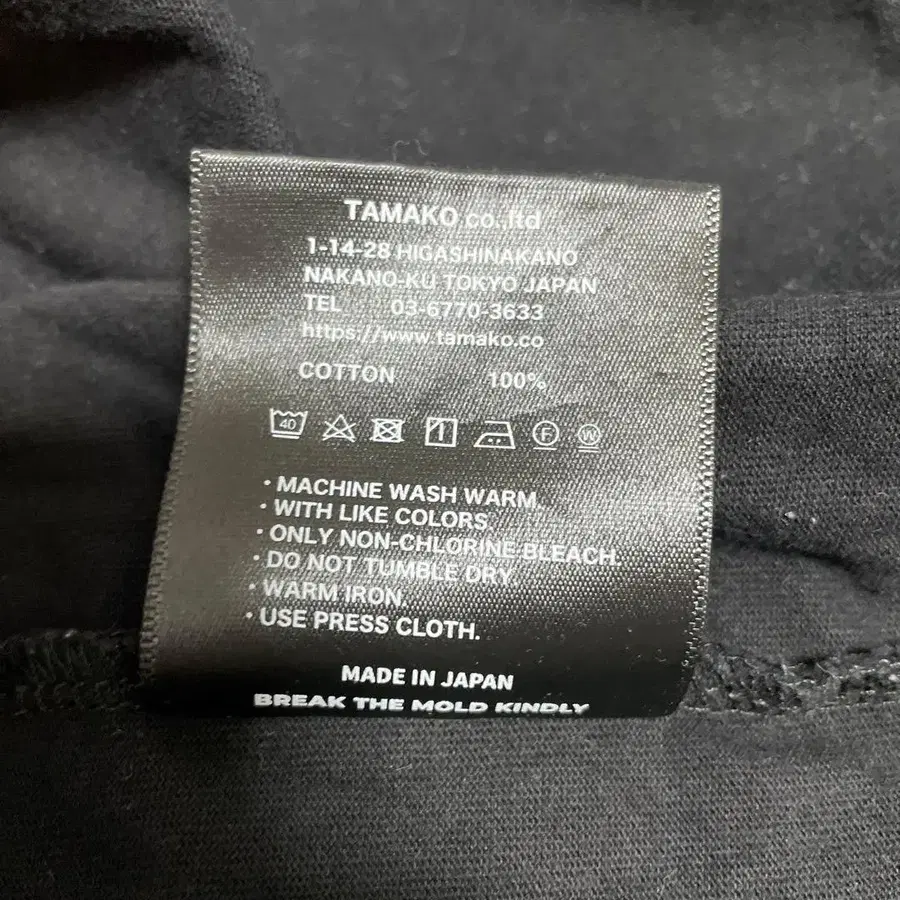 TAMAKO co.,ltd
1-14-28 HIGASHINAKANO
NAKANO-KU TOKYO JAPAN
TEL 03-6770-3633
https://www.tamako.co
COTTON 100%
40 F W
· MACHINE WASH WARM
· WITH LIKE COLORS.
· ONLY NON-CHLORINE BLEACH.
· DO NOT TUMBLE DRY
· WARM IRON.
· USE PRESS CLOTH.
MADE IN JAPAN
BREAK THE MOLD KINDLY